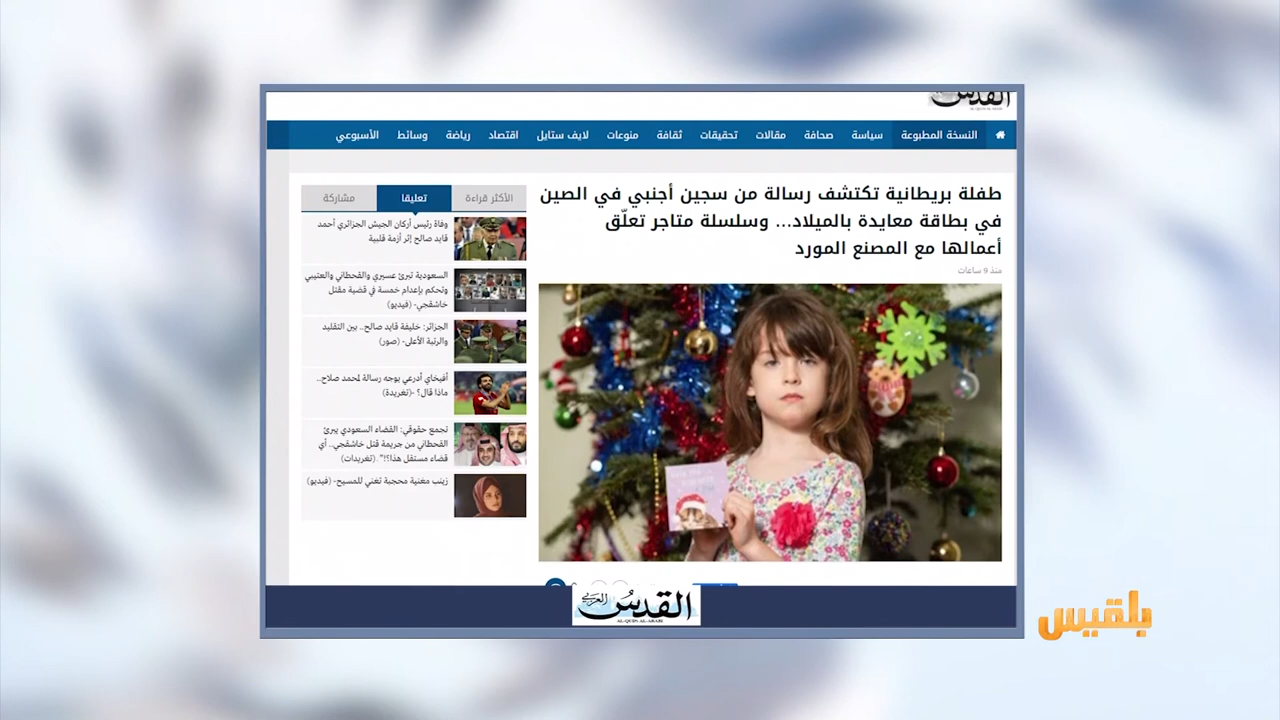 القدس
النسخة المطبوعة سياسة صحافة مقالات تحقيقات ثقافة منوعات لايف ستايل اقتصاد رياضة وسائط الأسبوعي
طفلة بريطانية تكتشف رسالة من سجين أجنبي في الصين
في بطاقة معايدة بالميلاد... وسلسلة متاجر تعلّق
أعمالها مع المصنع المورد
منذ 9 ساعات
الأكثر قراءة تعليقا مشاركة
وفاة رئيس أركان الجيش الجزائري أحمد
قايد صالح إثر أزمة قلبية
السعودية تبرئ عسيري والقحطاني والعتيبي
وتحكم بإعدام خمسة في قضية مقتل
خاشقجي- (فيديو)
الجزائر: خليفة قايد صالح.. بين التقليد
والرتبة الأعلى- (صور)
أفيخاي أدرعي يوجه رسالة لمحمد صلاح..
ماذا قال؟ -(تغريدة)
تجمع حقوقي: القضاء السعودي يبرئ
القحطاني من جريمة قتل خاشقجي.. أي
قضاء مستقل هذا؟!" .(تغريدات)
زينب مغنية محجبة تغني للمسيح- (فيديو)
القدس العربي
AL-QUDS AL-ARABI
بلقيس